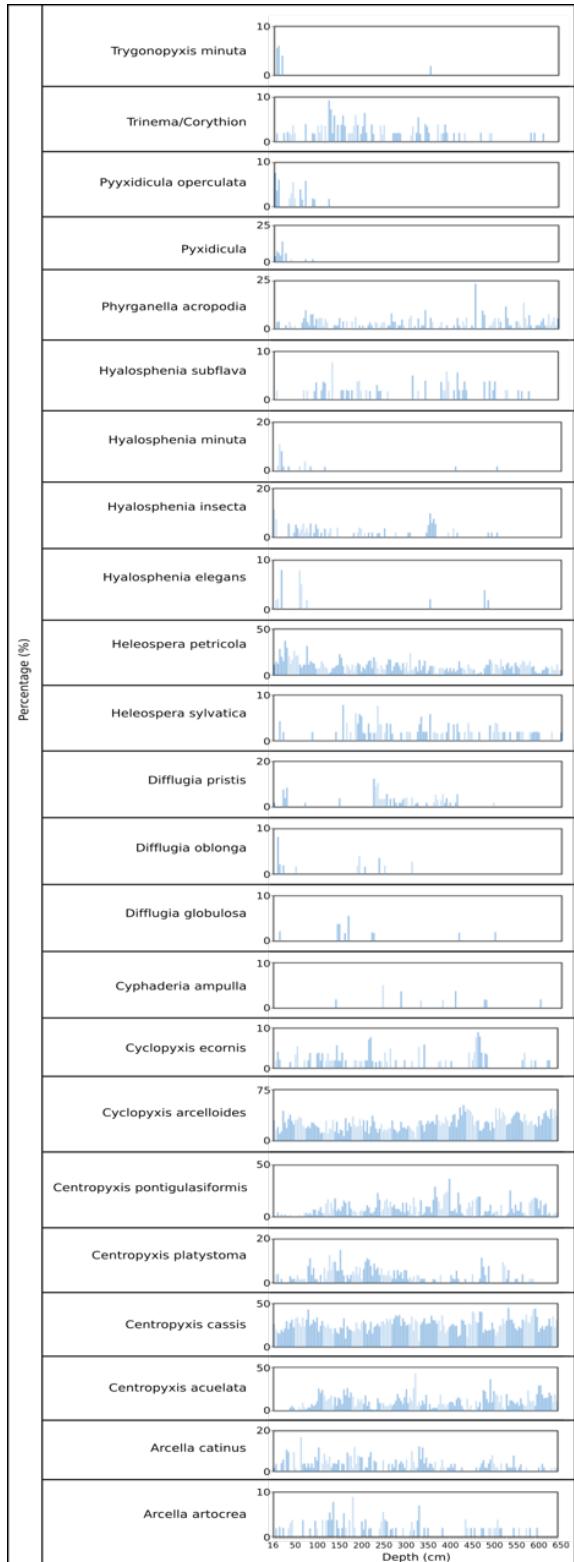 Percentage (%)
10
Trygonopyxis minuta
0
10
Trinema/Corythion
0
10
Pyyxidicula operculata
0
25
Pyxidicula
0
25
Phyrganella acropodia
0
10
Hyalosphenia subflava
0
20
Hyalosphenia minuta
0
20
Hyalosphenia insecta
0
10
Hyalosphenia elegans
0
50
Heleospera petricola
0
10
Heleospera sylvatica
0
20
Difflugia pristis
0
10
Difflugia oblonga
0
10
Difflugia globulosa
0
10
Cyphaderia ampulla
0
10
Cyclopyxis ecornis
0
75
Cyclopyxis arcelloides
0
50
Centropyxis pontigulasiformis
0
20
Centropyxis platystoma
0
50
Centropyxis cassis
0
50
Centropyxis acuelata
0
20
Arcella catinus
0
10
Arcella artocrea
0
16 50 100 150 200 250 300 350 400 450 500 550 600 650
Depth (cm)